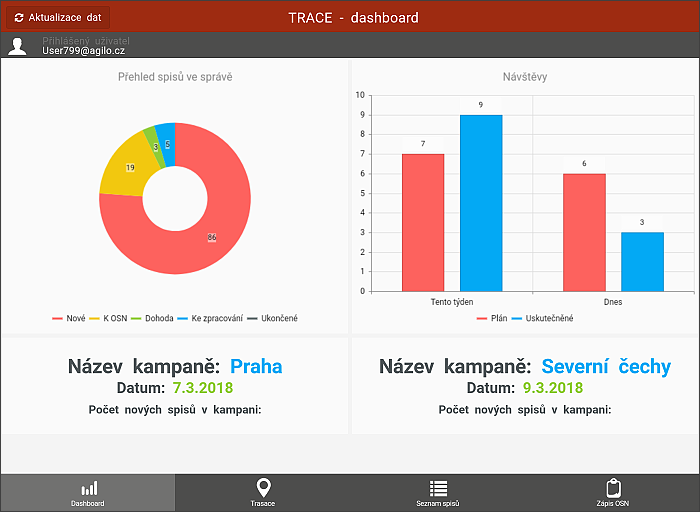 Aktualizace dat
TRACE - dashboard
Přihlášený uživatel
User799@agilo.cz
Přehled spisů ve správě
5
3
19
86
Nové K OSN Dohoda Ke zpracování Ukončené
Návštěvy
10
9
8
7
6
5
4
3
2
1
0
7
9
6
3
Tento týden Dnes
Plán Uskutečněné
Název kampaně: Praha
Datum: 7.3.2018
Počet nových spisů v kampani:
Název kampaně: Severní čechy
Datum: 9.3.2018
Počet nových spisů v kampani:
Dashboard
Trasace
Seznam spisů
Zápis OSN